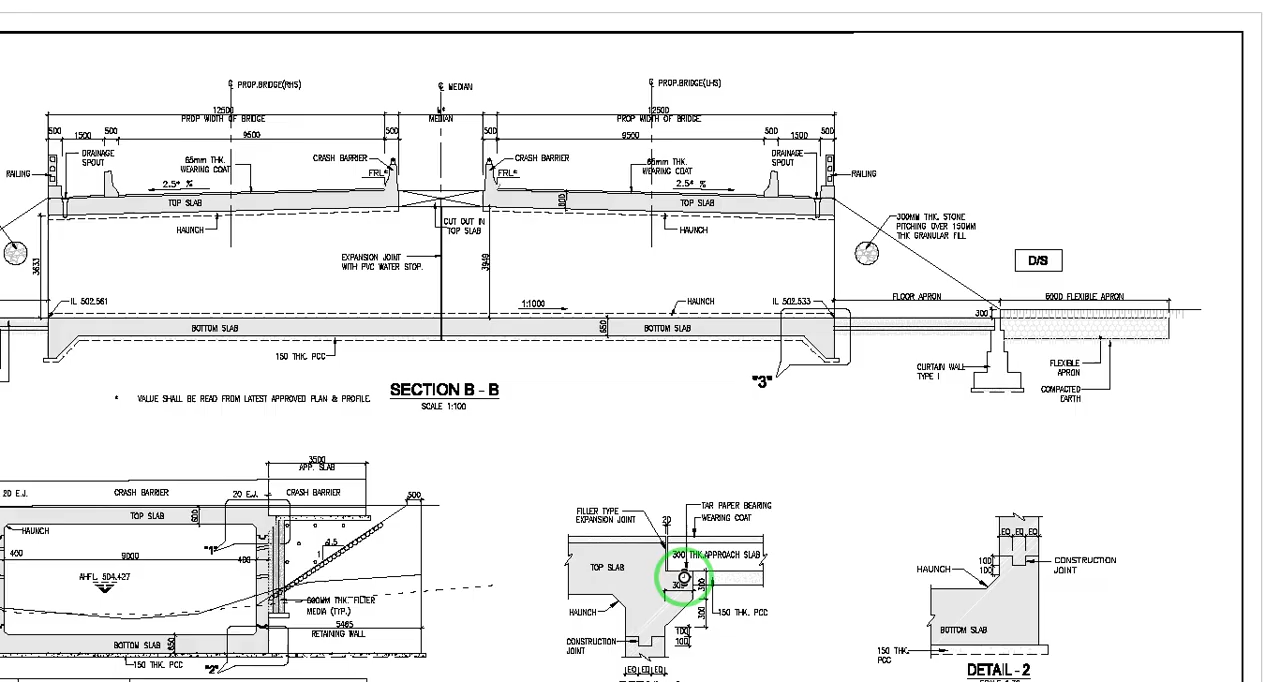 PROP.BRIDGE(RHS)
MEDIAN
PROP.BRIDGE(LHS)
12500
PROP WIDTH OF BRIDGE
MEDIAN
12500
PROP WIDTH OF BRIDGE
500
1500
500
9500
500
500
9500
500
1500
500
DRAINAGE
SPOUT
65mm THK.
WEARING COAT
CRASH BARRIER
CRASH BARRIER
65mm THK.
WEARING COAT
DRAINAGE
SPOUT
RAILING
FRL*
FRL*
RAILING
2.5* %
2.5* %
TOP SLAB
TOP SLAB
HAUNCH
CUT OUT IN
TOP SLAB
HAUNCH
300MM THK. STONE
PITCHING OVER 150MM
THK GRANULAR FILL
EXPANSION JOINT
WITH PVC WATER STOP.
3633
3949
D/S
IL 502.561
1:1000
HAUNCH
IL 502.533
FLOOR APRON
6000 FLEXIBLE APRON
300
BOTTOM SLAB
650
BOTTOM SLAB
150 THK. PCC
CURTAIN WALL
TYPE I
FLEXIBLE
APRON
COMPACTED
EARTH
"3"
SECTION B - B
SCALE 1:100
* VALUE SHALL BE READ FROM LATEST APPROVED PLAN & PROFILE.
3500
APP. SLAB
20 E.J.
CRASH BARRIER
20 E.J.
CRASH BARRIER
500
TOP SLAB
600
HAUNCH
"1"
400
9000
400
1
AHFL 504.427
600MM THK. FILTER
MEDIA (TYP.)
5465
RETAINING WALL
BOTTOM SLAB
650
150 THK. PCC
"2"
FILLER TYPE
EXPANSION JOINT
20
TAR PAPER BEARING
WEARING COAT
300 THK.APPROACH SLAB
TOP SLAB
300
300
HAUNCH
150 THK. PCC
CONSTRUCTION
JOINT
100
100
EQ EQ EQ
EQ EQ EQ
100
100
CONSTRUCTION
JOINT
HAUNCH
BOTTOM SLAB
150 THK.
PCC
DETAIL - 2